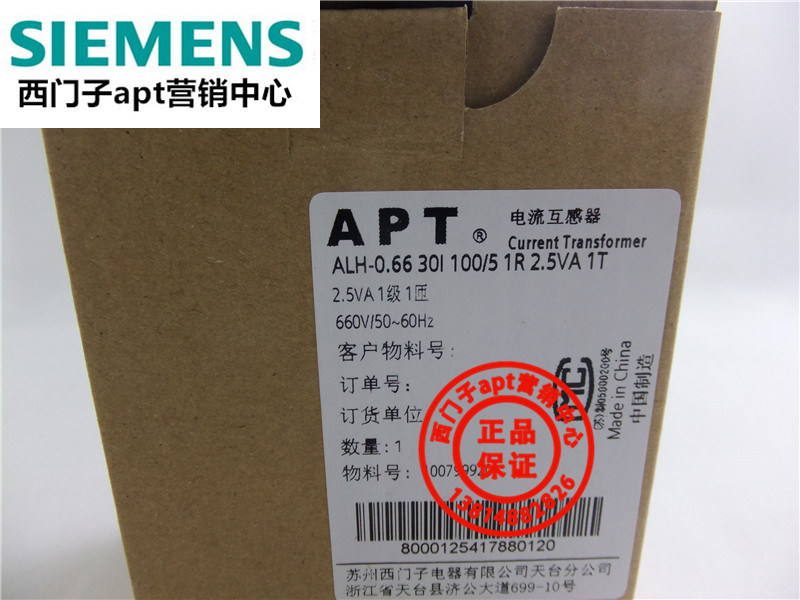 SIEMENS
西门子apt营销中心
APT®
电流互感器
Current Transformer
ALH-0.66 30I 100/5 1R 2.5VA 1T
2.5VA 1级 1匝
660V/50~60Hz
客户物料号:
订单号:
订货单位
数量: 1
物料号:
Made in China
中国制造
西门子apt营销中心
正品
保证
13814882826
8000125417880120
苏州西门子电器有限公司天台分公司
浙江省天台县济公大道699-10号